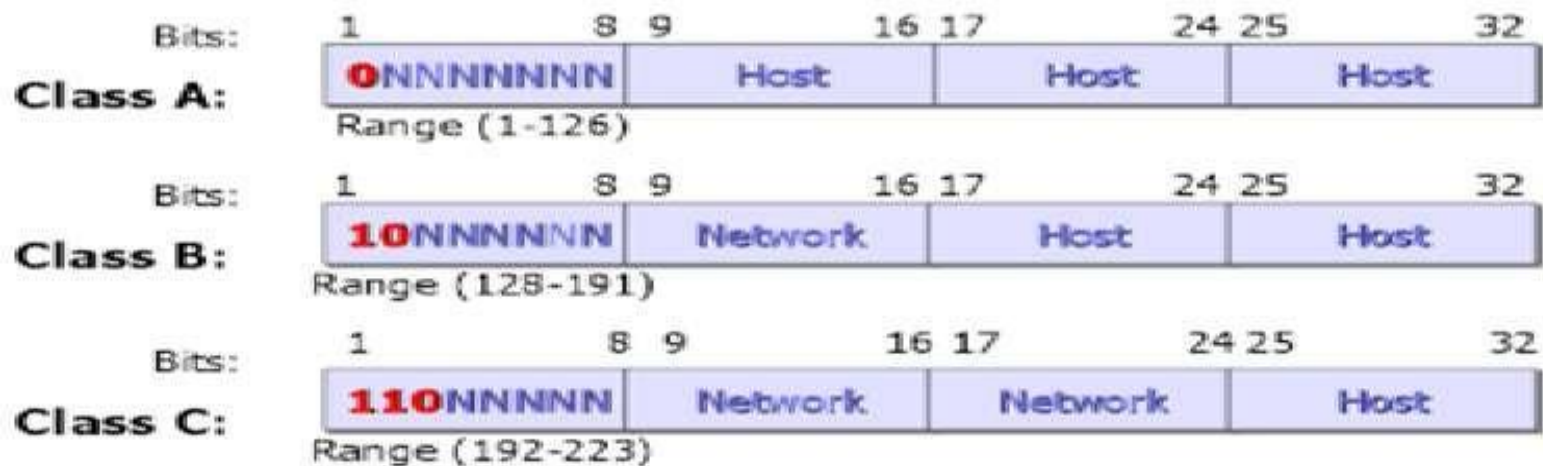 Bits: 1 8 9 16 17 24 25 32
Class A: 0NNNNNNN Host Host Host
Range (1-126)
Bits: 1 8 9 16 17 24 25 32
Class B: 10NNNNNN Network Host Host
Range (128-191)
Bits: 1 8 9 16 17 24 25 32
Class C: 110NNNNN Network Network Host
Range (192-223)